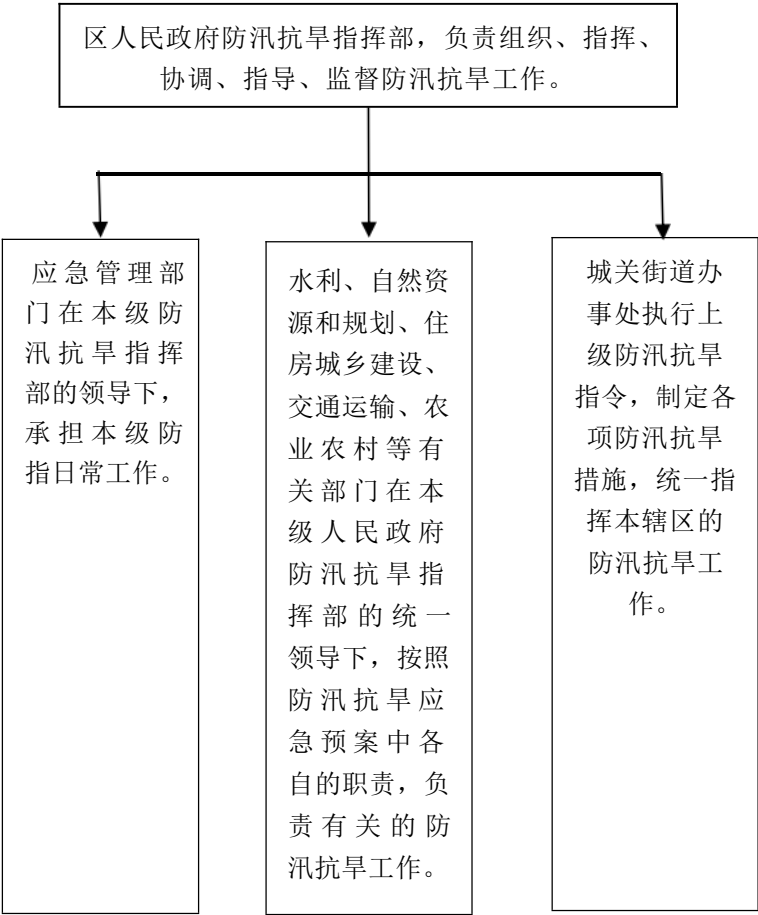 区人民政府防汛抗旱指挥部，负责组织、指挥、
协调、指导、监督防汛抗旱工作。
应急管理部
门在本级防
汛抗旱指挥
部的领导下，
承担本级防
指日常工作。
水利、自然资
源和规划、住
房城乡建设、
交通运输、农
业农村等有
关部门在本
级人民政府
防汛抗旱指
挥部的统一
领导下，按照
防汛抗旱应
急预案中各
自的职责，负
责有关的防
汛抗旱工作。
城关街道办
事处执行上
级防汛抗旱
指令，制定各
项防汛抗旱
措施，统一指
挥本辖区的
防汛抗旱工
作。